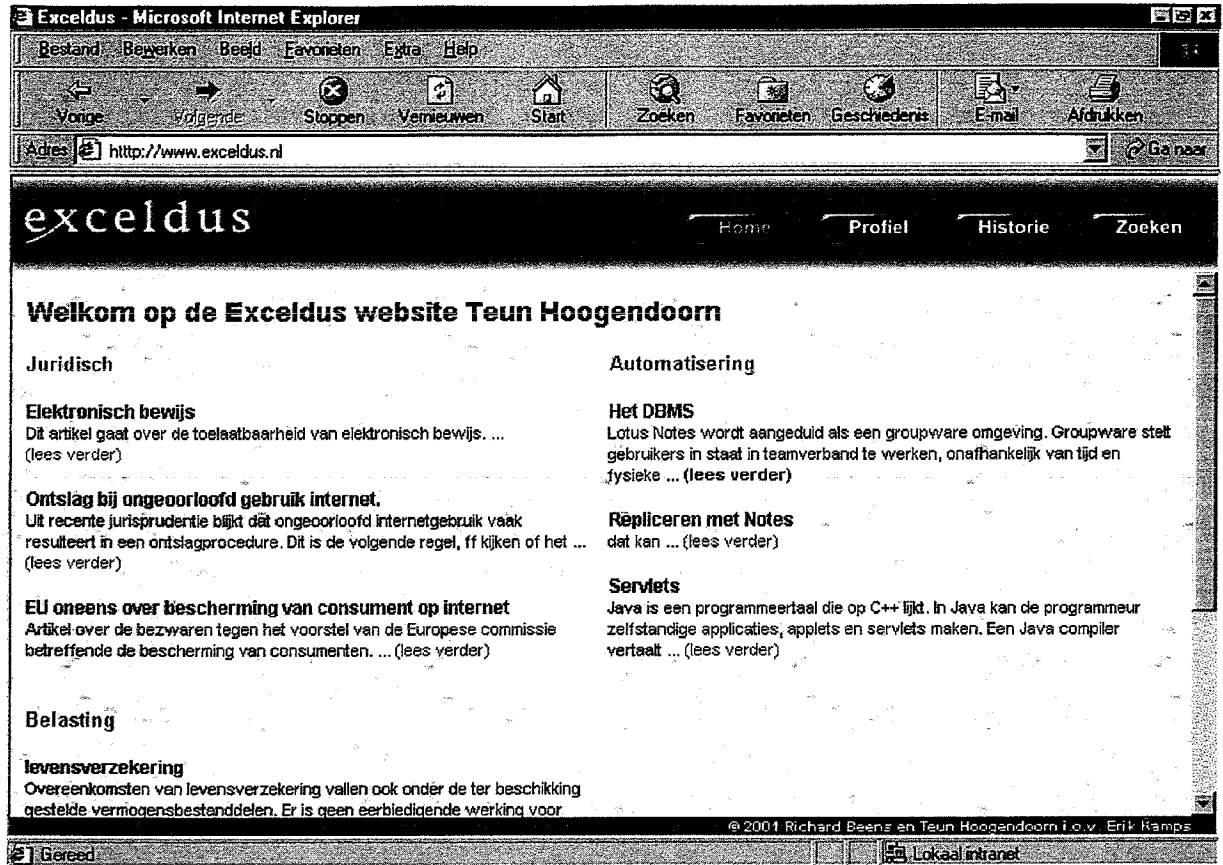 Exceldus - Microsoft Internet Explorer
Bestand Bewerken Beeld Favorieten Extra Help
Vorige Volgende Stoppen Vernieuwen Start Zoeken Favorieten Geschiedenis E-mail Afdrukken
Adres htttp://www.exceldus.nl Ga naar
exceldus Home Profiel Historie Zoeken
Welkom op de Exceldus website Teun Hoogendoorn
Juridisch
Elektronisch bewijs
Dit artikel gaat over de toelaatbaarheid van elektronisch bewijs. ...
(lees verder)
Ontslag bij ongeoorloofd gebruik internet.
Uit recente jurisprudentie blijkt dat ongeoorloofd internetgebruik vaak
resulteert in een ontslagprocedure. Dit is de volgende regel, ff kijken of het ...
(lees verder)
EU oneens over bescherming van consument op internet
Artikel over de bezwaren tegen het voorstel van de Europese commissie
betreffende de bescherming van consumenten. ... (lees verder)
Belasting
levensverzekering
Overeenkomsten van levensverzekering vallen ook onder de ter beschikking
gestelde vermogensbestanddelen. Er is geen eerbiedigende werking voor
Automatisering
Het DBMS
Lotus Notes wordt aangeduid als een groupware omgeving. Groupware stelt
gebruikers in staat in teamverband te werken, onafhankelijk van tijd en
fysieke ... (lees verder)
Repliceren met Notes
dat kan ... (lees verder)
Servlets
Java is een programmeertaal die op C++ lijkt. In Java kan de programmeur
zelfstandige applicaties, applets en servlets maken. Een Java compiler
vertaalt ... (lees verder)
© 2001 Richard Beens en Teun Hoogendoorn i.o.v. Erik Kamps
Gereed Lokaal intranet